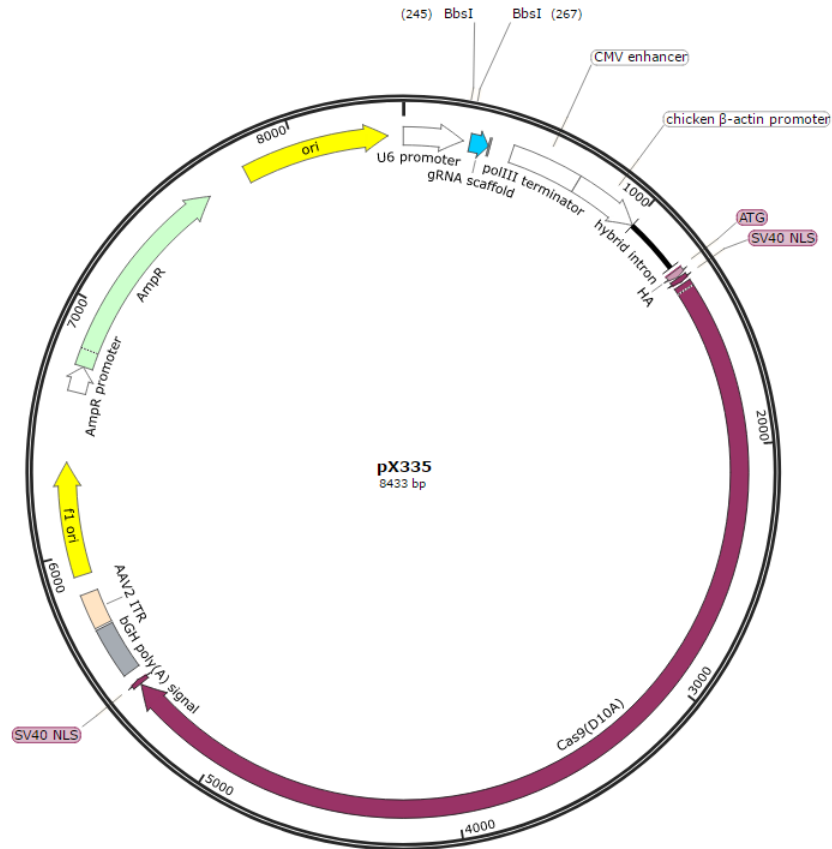 (245) BbsI
BbsI (267)
CMV enhancer
chicken β-actin promoter
8000
ori
U6 promoter
gRNA scaffold
polIII terminator
1000
hybrid intron
ATG
SV40 NLS
HA
AmpR
7000
AmpR promoter
2000
pX335
8433 bp
f1 ori
6000
AAV2 ITR
bGH poly(A) signal
SV40 NLS
3000
Cas9(D10A)
5000
4000